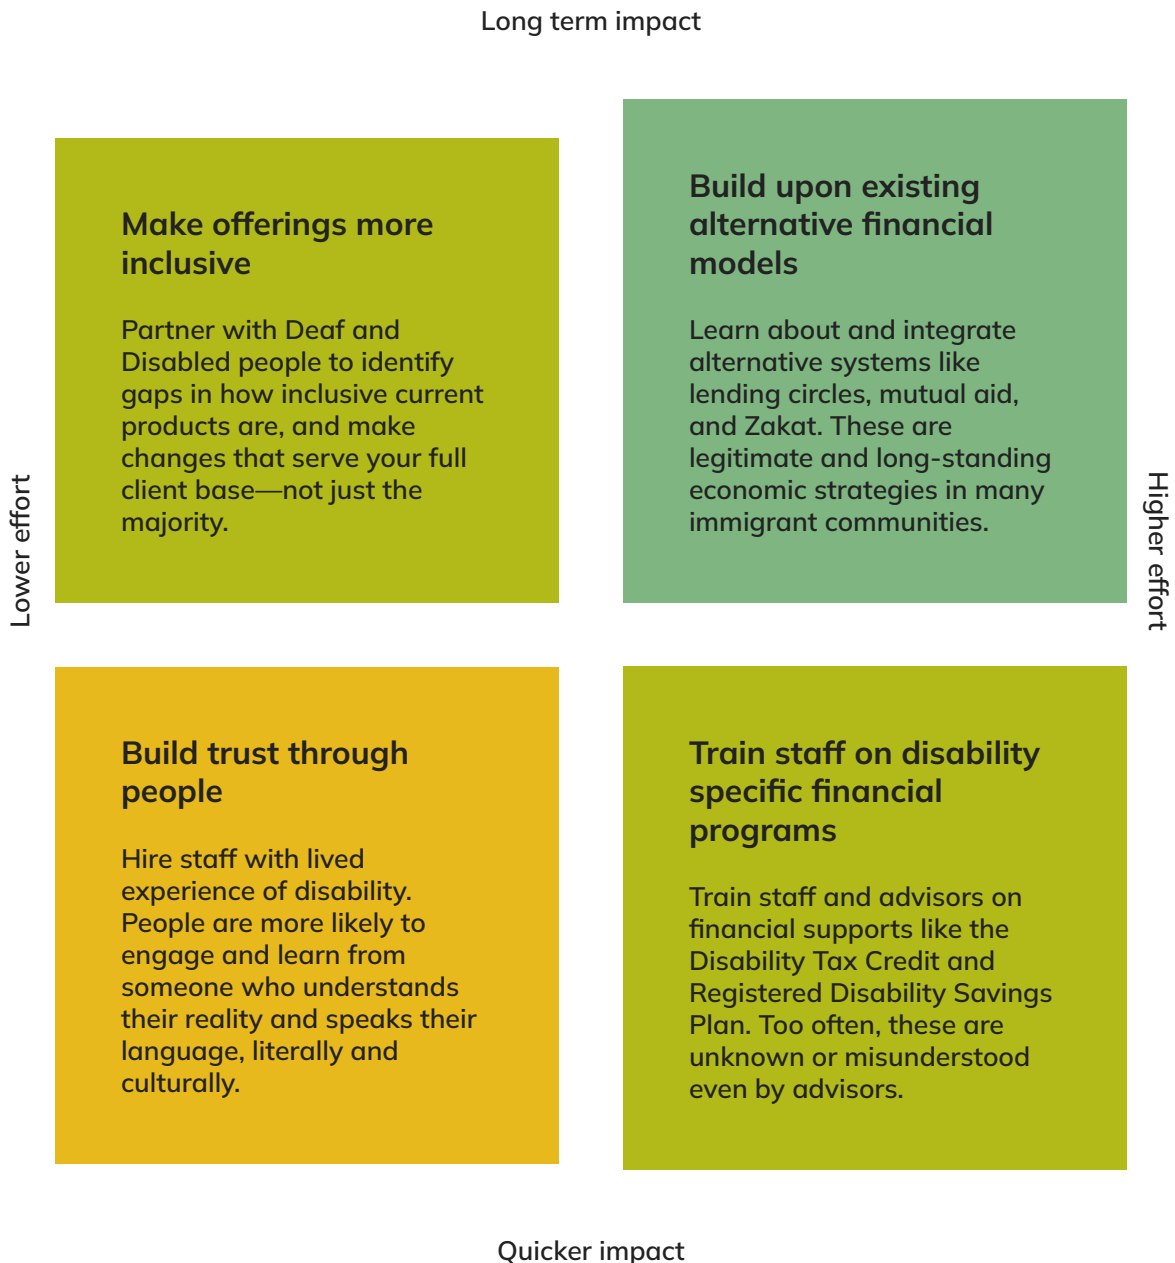 Long term impact
Make offerings more
inclusive
Partner with Deaf and
Disabled people to identify
gaps in how inclusive current
products are, and make
changes that serve your full
client base—not just the
majority.
Build upon existing
alternative financial
models
Learn about and integrate
alternative systems like
lending circles, mutual aid,
and Zakat. These are
legitimate and long-standing
economic strategies in many
immigrant communities.
Lower effort
Higher effort
Build trust through
people
Hire staff with lived
experience of disability.
People are more likely to
engage and learn from
someone who understands
their reality and speaks their
language, literally and
culturally.
Train staff on disability
specific financial
programs
Train staff and advisors on
financial supports like the
Disability Tax Credit and
Registered Disability Savings
Plan. Too often, these are
unknown or misunderstood
even by advisors.
Quicker impact